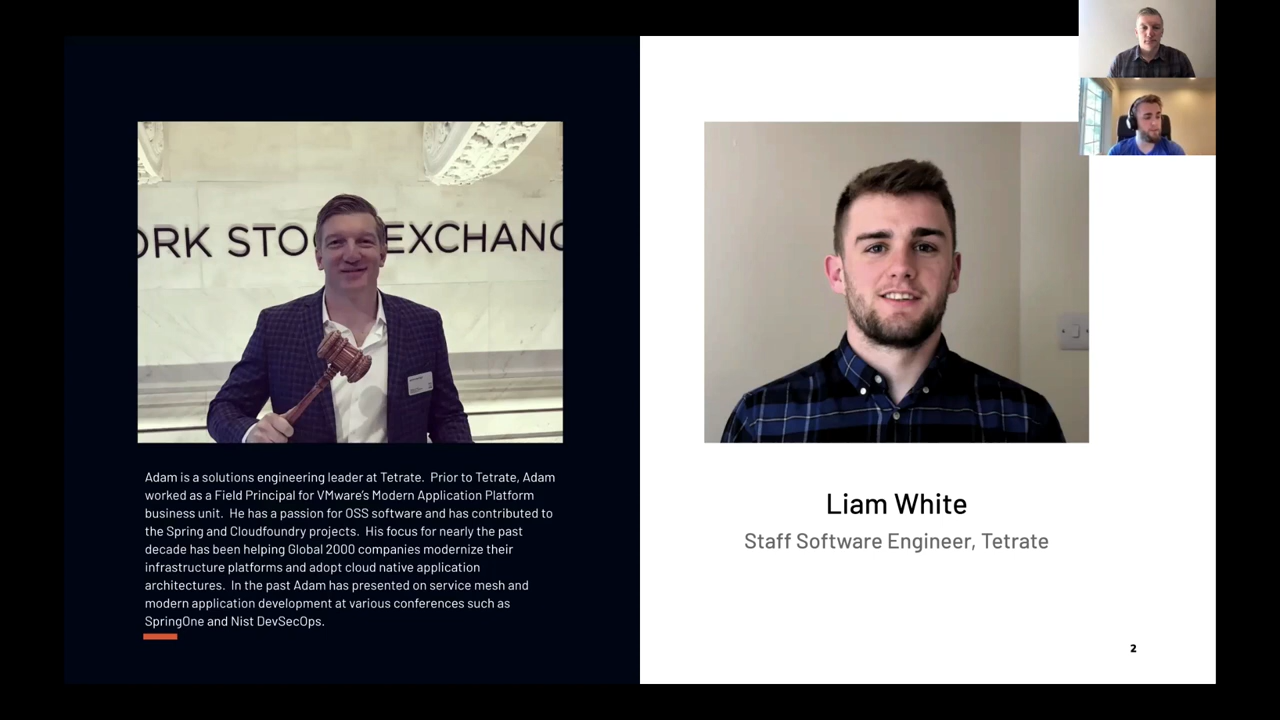 ORK STO EXCHANG
Adam is a solutions engineering leader at Tetrate. Prior to Tetrate, Adam
worked as a Field Principal for VMware's Modern Application Platform
business unit. He has a passion for OSS software and has contributed to
the Spring and Cloudfoundry projects. His focus for nearly the past
decade has been helping Global 2000 companies modernize their
infrastructure platforms and adopt cloud native application
architectures. In the past Adam has presented on service mesh and
modern application development at various conferences such as
SpringOne and Nist DevSecOps.
Liam White
Staff Software Engineer, Tetrate
2